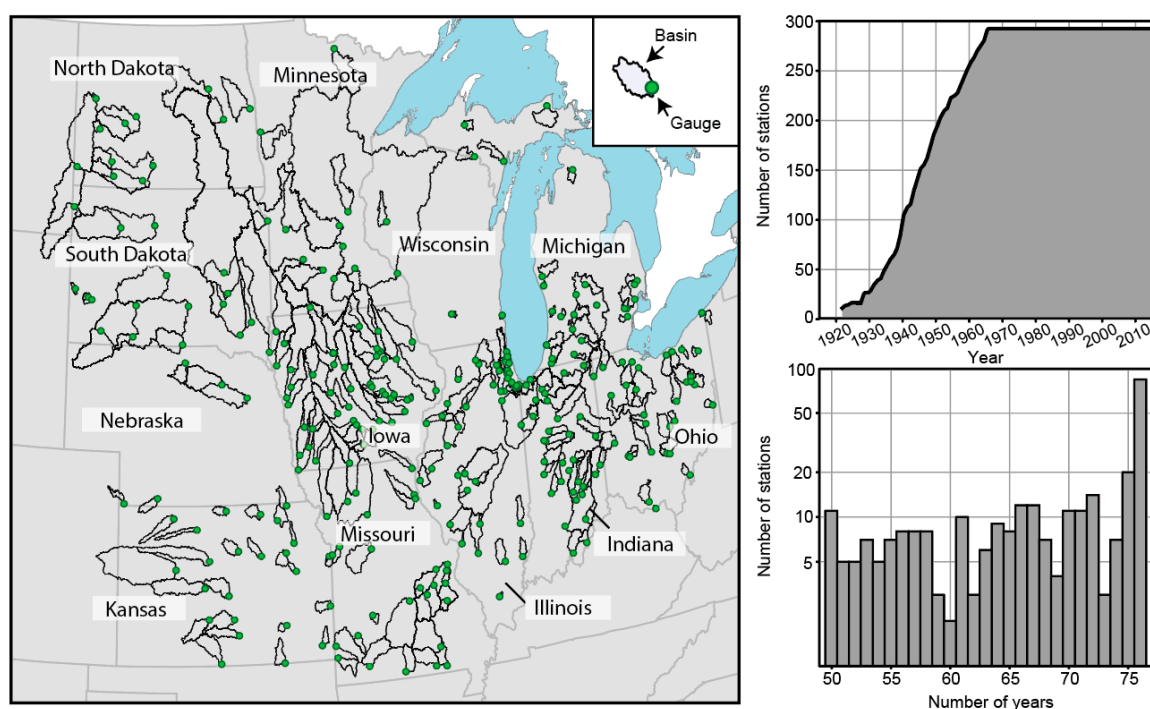 North Dakota
Minnesota
Wisconsin
Michigan
South Dakota
Nebraska
Iowa
Ohio
Missouri
Indiana
Kansas
Illinois
Basin
Gauge
Number of stations
300
250
200
150
100
50
0
1920 1930 1940 1950 1960 1970 1980 1990 2000 2010
Year
Number of stations
100
50
20
10
5
50 55 60 65 70 75
Number of years